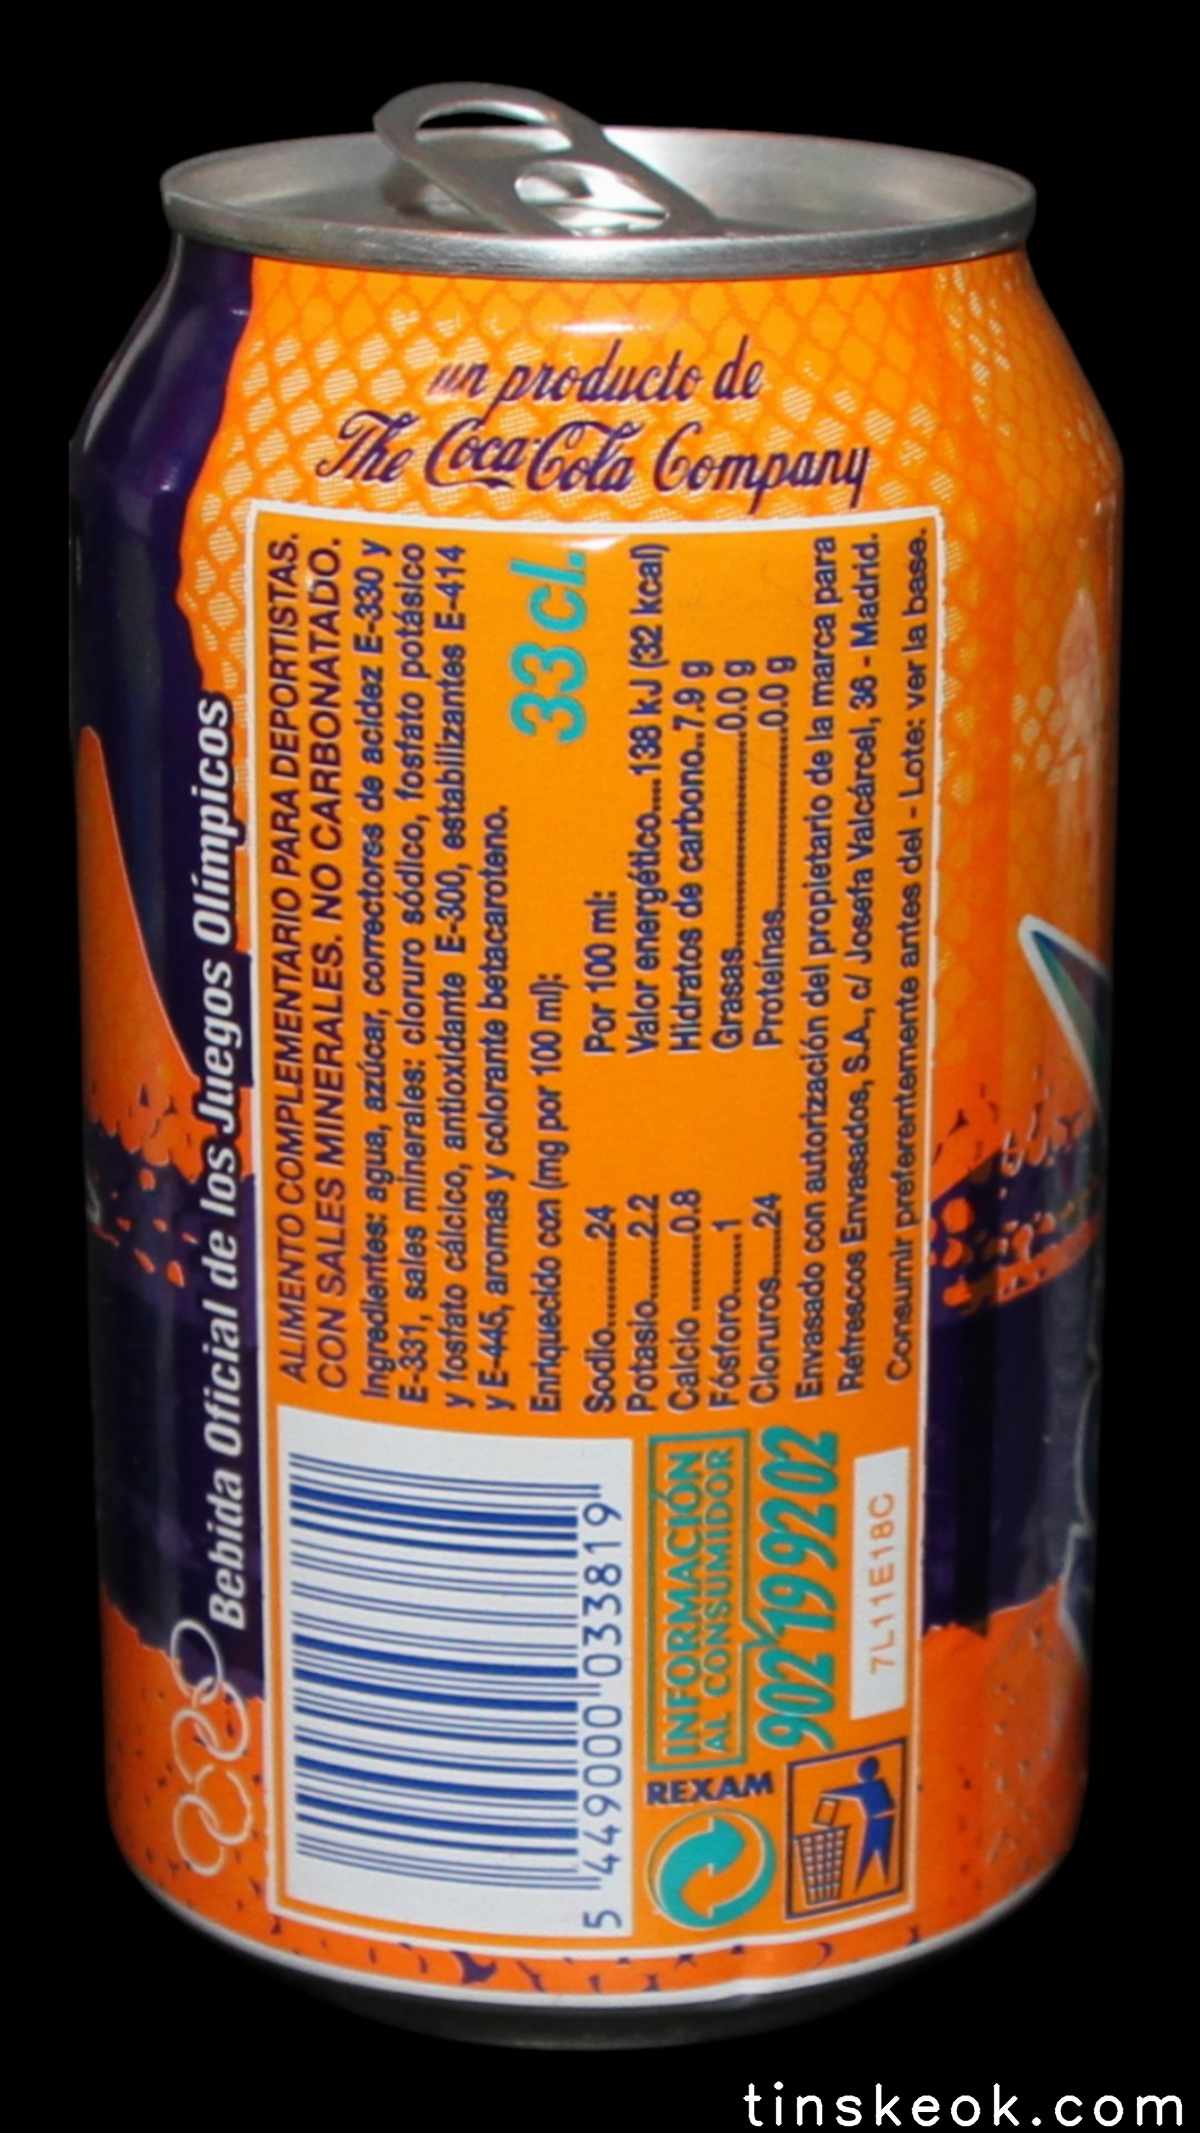 un producto de
The Coca-Cola Company
Bebida Oficial de los Juegos Olímpicos
ALIMENTO COMPLEMENTARIO PARA DEPORTISTAS.
CON SALES MINERALES. NO CARBONATADO.
Ingredientes: agua, azúcar, correctores de acidez E-330 y
E-331, sales minerales: cloruro sódico, fosfato potásico
y fosfato cálcico, antioxidante E-300, estabilizantes E-414
y E-445, aromas y colorante betacaroteno.
33 cl.
Enriquecido con (mg por 100 ml):
Sodio.........24
Potasio.......2.2
Calcio ........0.8
Fósforo.......1
Cloruros.....24
Por 100 ml:
Valor energético....138 kJ (32 kcal)
Hidratos de carbono..7.9 g
Grasas........................0.0 g
Proteínas.....................0.0 g
Envasado con autorización del propietario de la marca para
Refrescos Envasados, S.A., c/ Josefa Valcárcel, 36 - Madrid.
Consumir preferentemente antes del - Lote: ver la base.
5 449000 033819
INFORMACIÓN
AL CONSUMIDOR
902 19 92 02
7L11E18C
REXAM
tinskeok.com